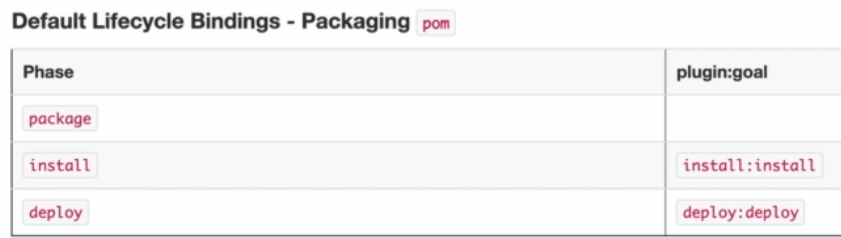 Default Lifecycle Bindings - Packaging pom
Phase plugin:goal
package
install install:install
deploy deploy:deploy